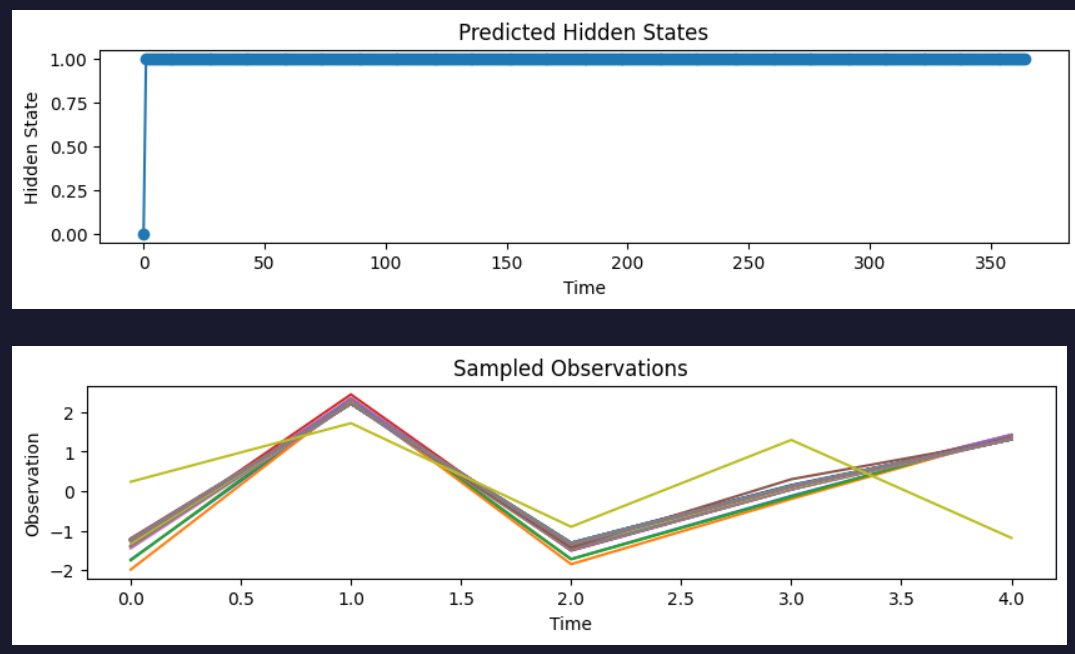 Predicted Hidden States
1.00
0.75
0.50
0.25
0.00
Hidden State
0 50 100 150 200 250 300 350
Time
Sampled Observations
2
1
0
−1
−2
Observation
0.0 0.5 1.0 1.5 2.0 2.5 3.0 3.5 4.0
Time